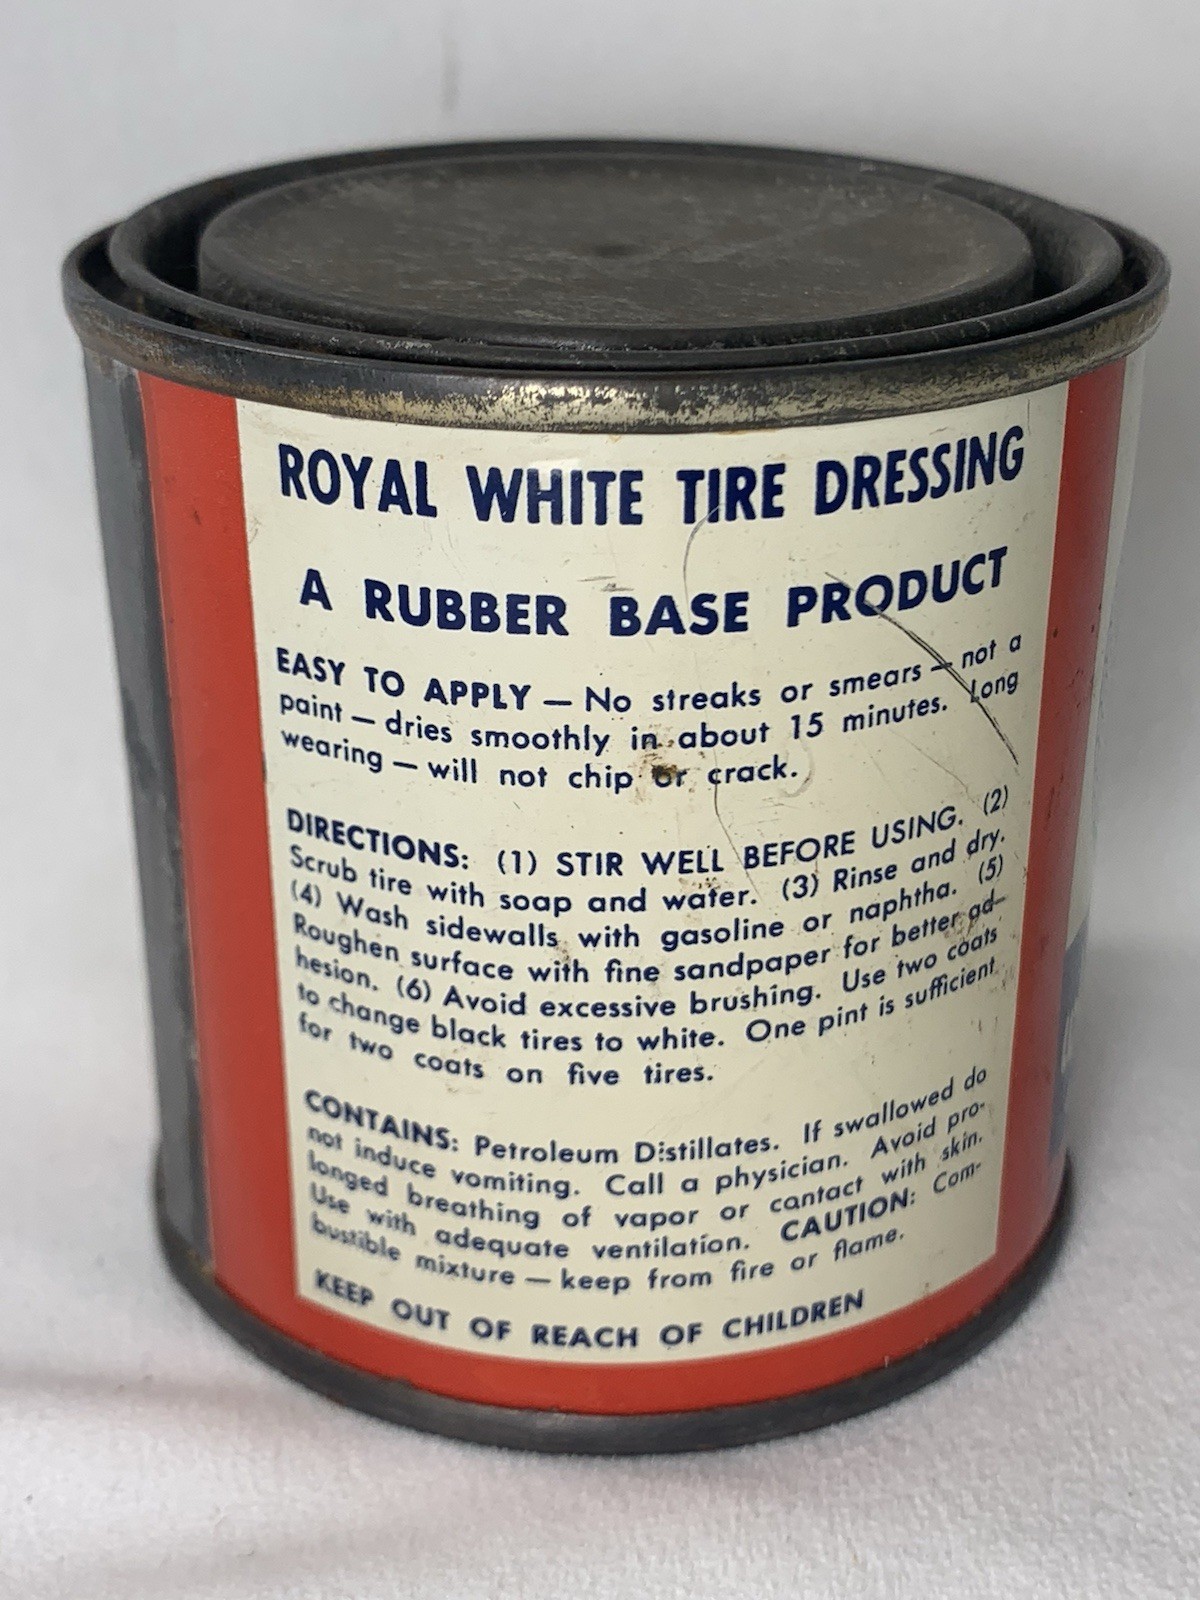 ROYAL WHITE TIRE DRESSING
A RUBBER BASE PRODUCT
EASY TO APPLY — No streaks or smears — not a
paint — dries smoothly in about 15 minutes. Long
wearing — will not chip or crack.
DIRECTIONS: (1) STIR WELL BEFORE USING. (2)
Scrub tire with soap and water. (3) Rinse and dry.
(4) Wash sidewalls with gasoline or naphtha. (5)
Roughen surface with fine sandpaper for better ad-
hesion. (6) Avoid excessive brushing. Use two coats
to change black tires to white. One pint is sufficient
for two coats on five tires.
CONTAINS: Petroleum Distillates. If swallowed do
not induce vomiting. Call a physician. Avoid pro-
longed breathing of vapor or contact with skin.
Use with adequate ventilation. CAUTION: Com-
bustible mixture — keep from fire or flame.
KEEP OUT OF REACH OF CHILDREN